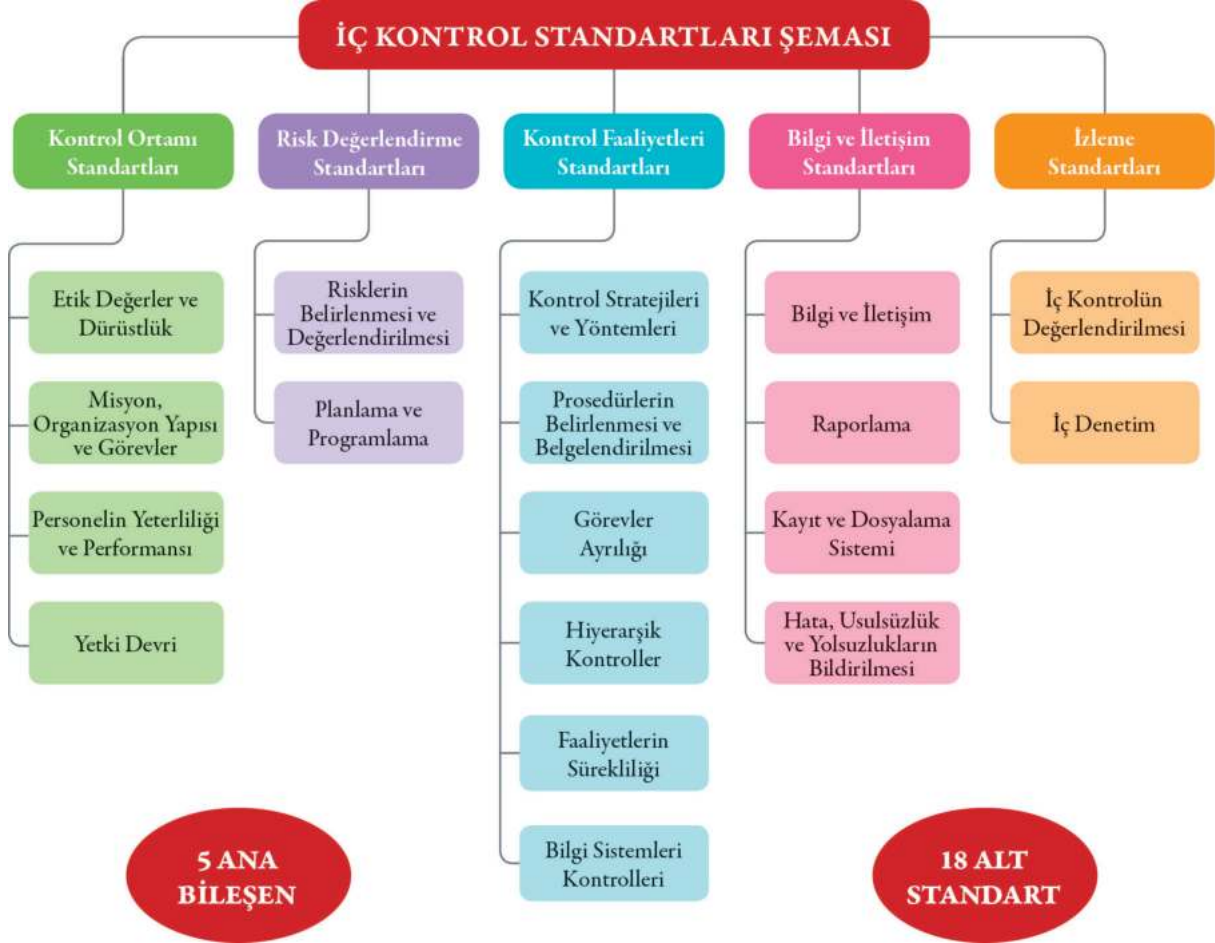 İÇ KONTROL STANDARTLARI ŞEMASI
Kontrol Ortamı
Standartları
Etik Değerler ve
Dürüstlük
Misyon,
Organizasyon Yapısı
ve Görevler
Personelin Yeterliliği
ve Performansı
Yetki Devri
Risk Değerlendirme
Standartları
Risklerin
Belirlenmesi ve
Değerlendirilmesi
Planlama ve
Programlama
Kontrol Faaliyetleri
Standartları
Kontrol Stratejileri
ve Yöntemleri
Prosedürlerin
Belirlenmesi ve
Belgelendirilmesi
Görevler
Ayrılığı
Hiyerarşik
Kontroller
Faaliyetlerin
Sürekliliği
Bilgi Sistemleri
Kontrolleri
Bilgi ve İletişim
Standartları
Bilgi ve İletişim
Raporlama
Kayıt ve Dosyalama
Sistemi
Hata, Usulsüzlük
ve Yolsuzlukların
Bildirilmesi
İzleme
Standartları
İç Kontrolün
Değerlendirilmesi
İç Denetim
5 ANA
BİLEŞEN
18 ALT
STANDART